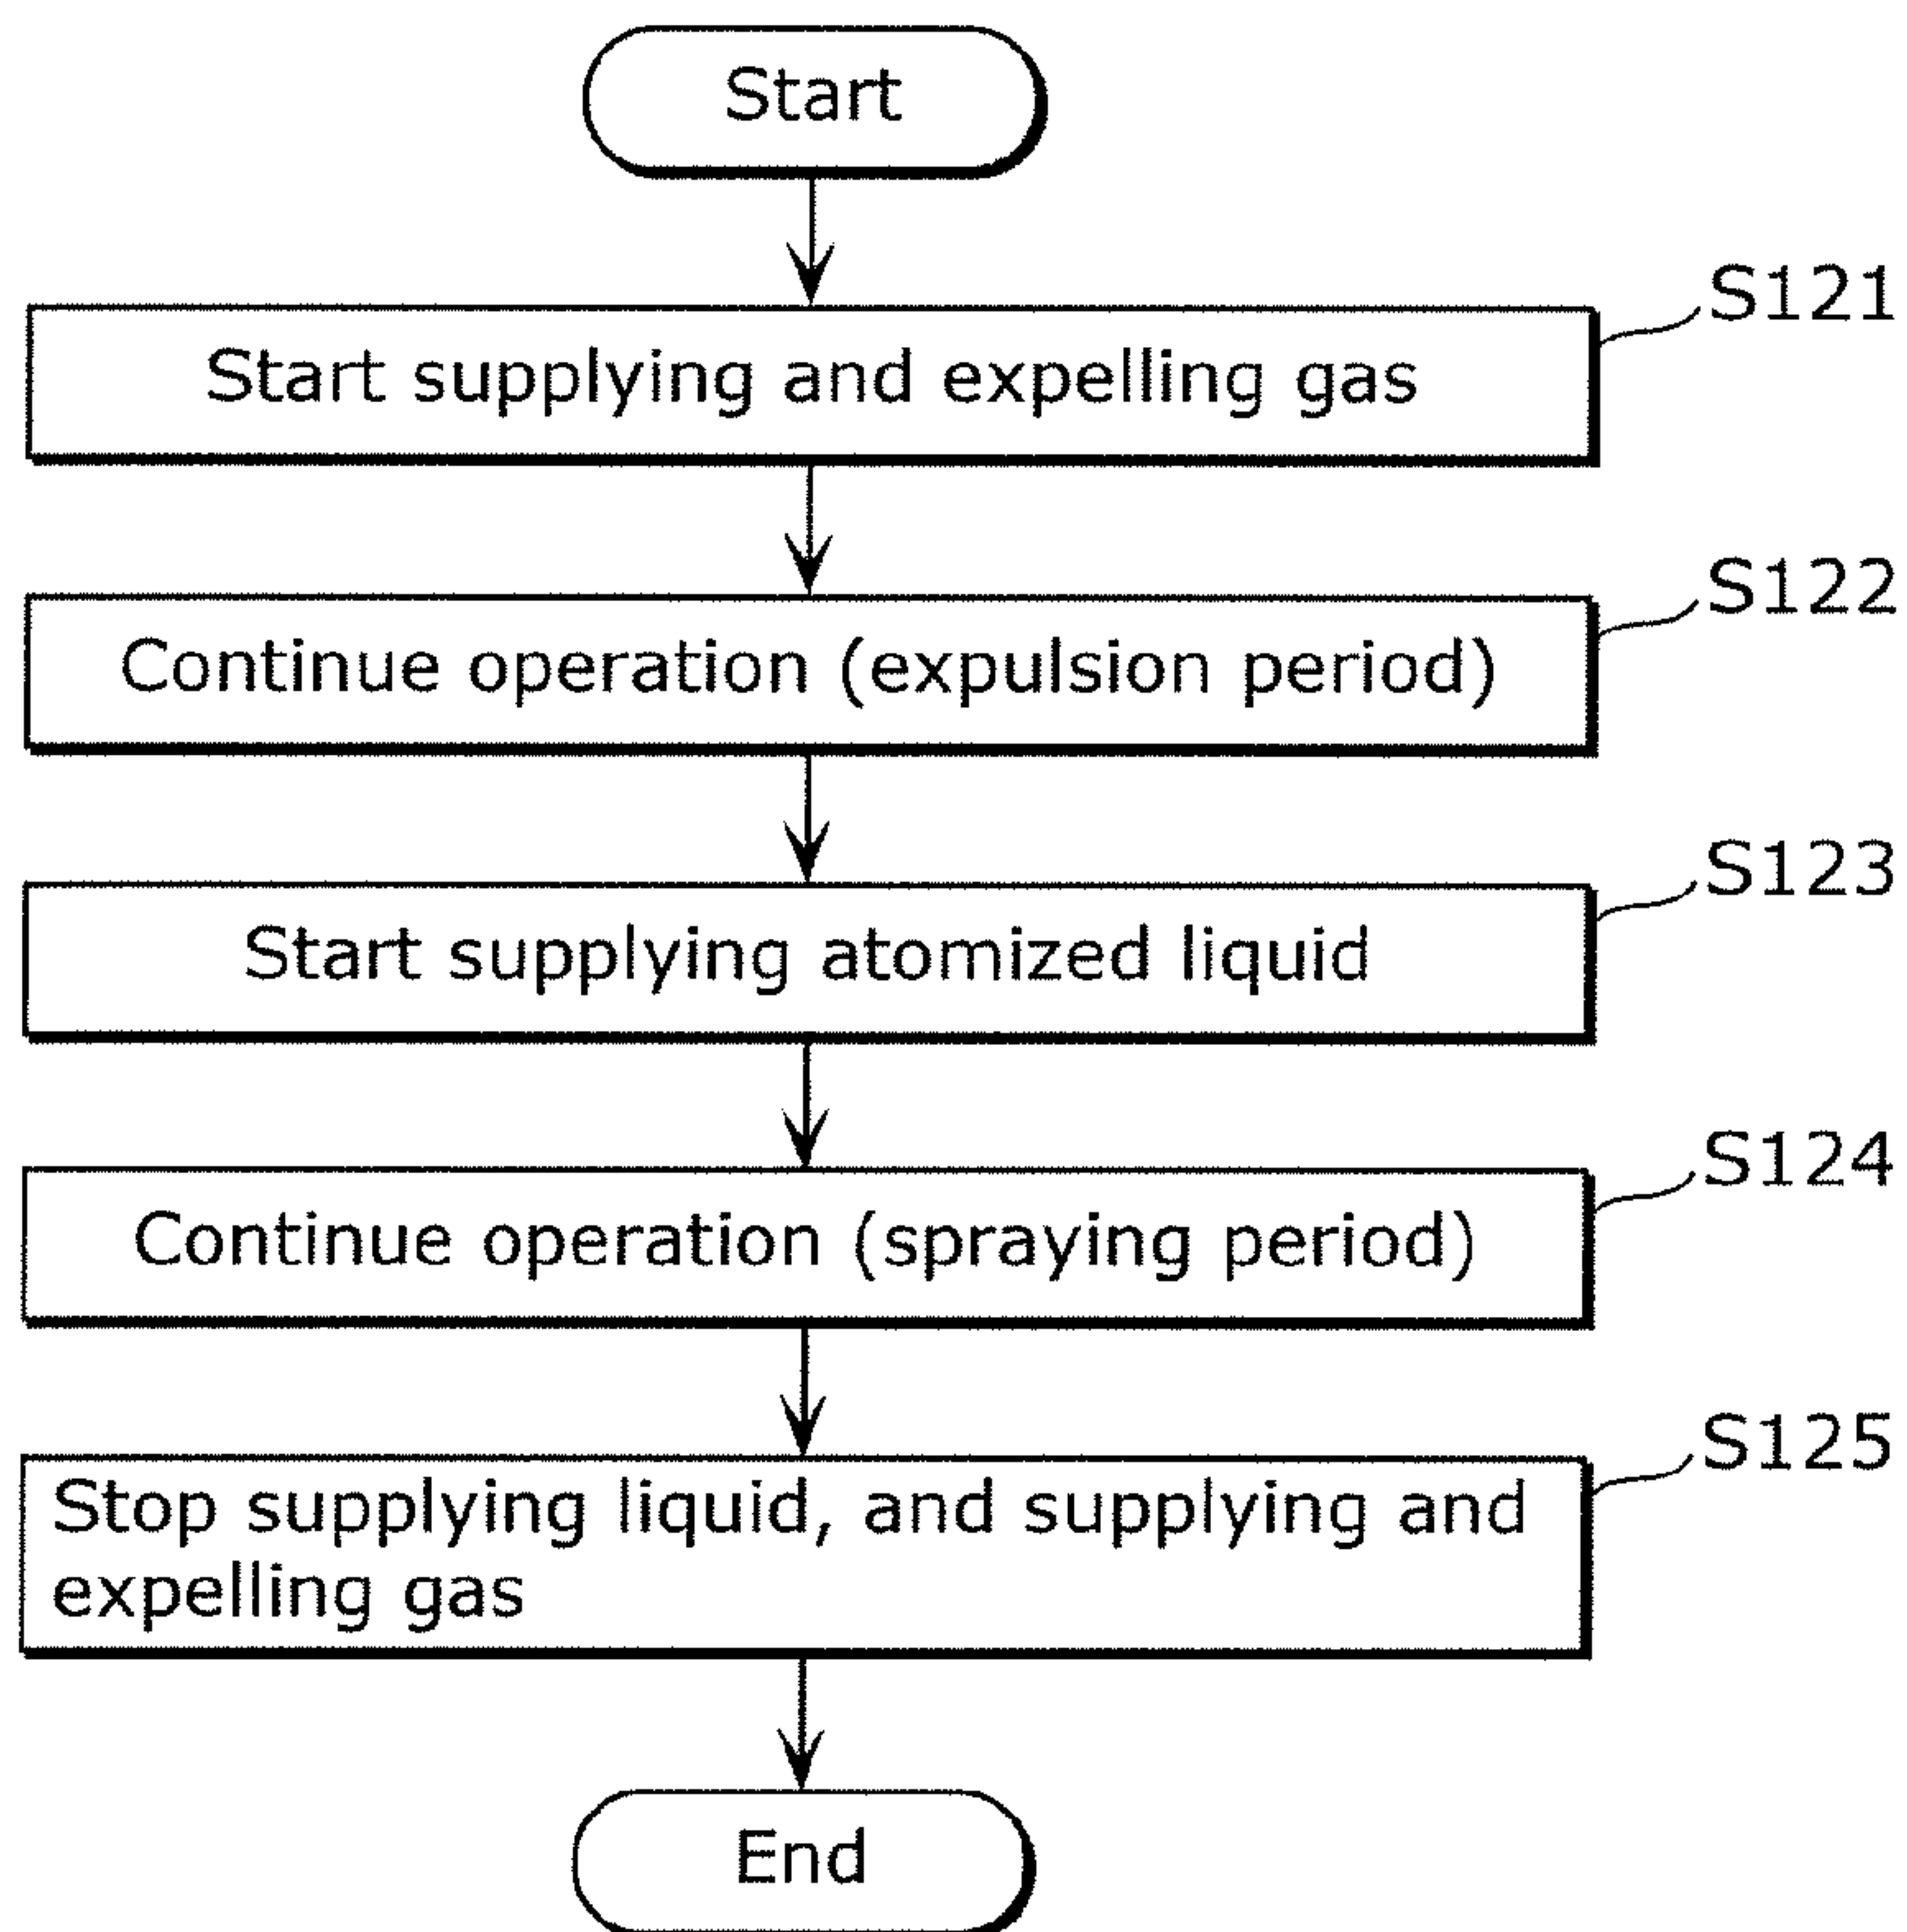 Start
S121
Start supplying and expelling gas
S122
Continue operation (expulsion period)
S123
Start supplying atomized liquid
S124
Continue operation (spraying period)
S125
Stop supplying liquid, and supplying and
expelling gas
End